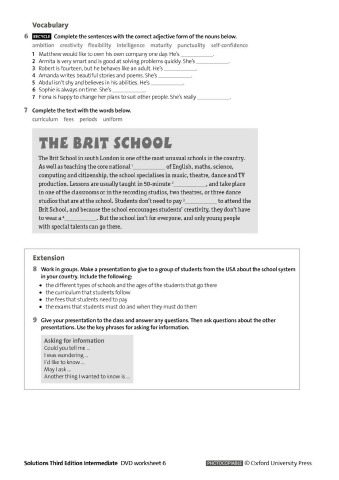 Vocabulary
6 RECYCLE Complete the sentences with the correct adjective form of the nouns below.
ambition creativity flexibility intelligence maturity punctuality self-confidence
1 Matthew would like to own his own company one day. He's ____________.
2 Armita is very smart and is good at solving problems quickly. She's ____________.
3 Robert is fourteen, but he behaves like an adult. He's ____________.
4 Amanda writes beautiful stories and poems. She's ____________.
5 Abdul isn't shy and believes in his abilities. He's ____________.
6 Sophie is always on time. She's ____________.
7 Fiona is happy to change her plans to suit other people. She's really ____________.
7 Complete the text with the words below.
curriculum fees periods uniform
THE BRIT SCHOOL
The Brit School in south London is one of the most unusual schools in the country.
As well as teaching the core national 1____________ of English, maths, science,
computing and citizenship, the school specialises in music, theatre, dance and TV
production. Lessons are usually taught in 50-minute 2____________, and take place
in one of the classrooms or in the recording studios, two theatres, or three dance
studios that are at the school. Students don't need to pay 3____________ to attend the
Brit School, and because the school encourages students' creativity, they don't have
to wear a 4____________. But the school isn't for everyone, and only young people
with special talents can go there.
Extension
8 Work in groups. Make a presentation to give to a group of students from the USA about the school system
in your country. Include the following:
• the different types of schools and the ages of the students that go there
• the curriculum that students follow
• the fees that students need to pay
• the exams that students must do and when they must do them
9 Give your presentation to the class and answer any questions. Then ask questions about the other
presentations. Use the key phrases for asking for information.
Asking for information
Could you tell me ...
I was wondering ...
I'd like to know ...
May I ask ...
Another thing I wanted to know is ...
Solutions Third Edition Intermediate DVD worksheet 6 PHOTOCOPIABLE © Oxford University Press